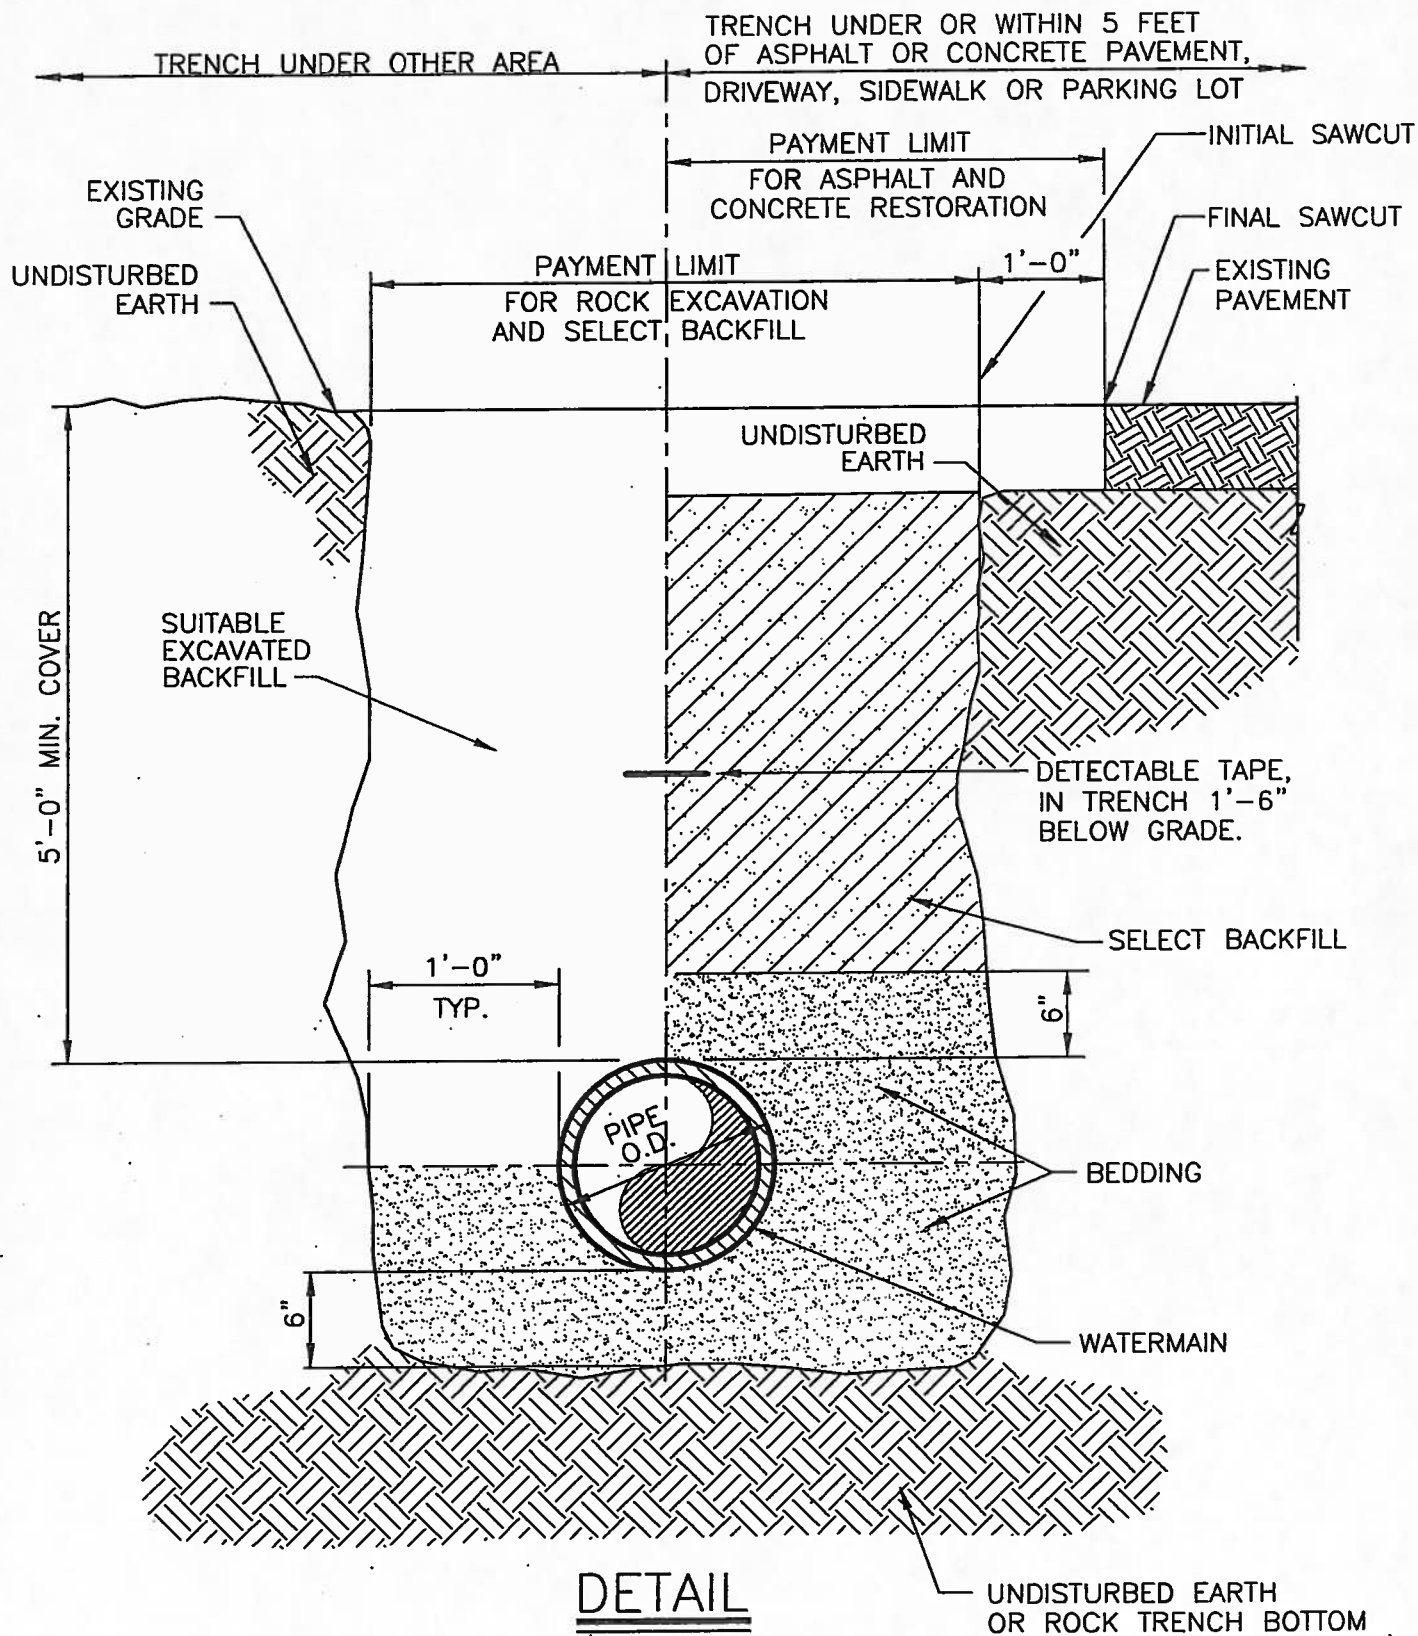 TRENCH UNDER OTHER AREA
TRENCH UNDER OR WITHIN 5 FEET
OF ASPHALT OR CONCRETE PAVEMENT,
DRIVEWAY, SIDEWALK OR PARKING LOT
PAYMENT LIMIT
FOR ASPHALT AND
CONCRETE RESTORATION
INITIAL SAWCUT
EXISTING
GRADE
FINAL SAWCUT
UNDISTURBED
EARTH
PAYMENT LIMIT
FOR ROCK EXCAVATION
AND SELECT BACKFILL
1'-0"
EXISTING
PAVEMENT
UNDISTURBED
EARTH
5'-0" MIN. COVER
SUITABLE
EXCAVATED
BACKFILL
DETECTABLE TAPE,
IN TRENCH 1'-6"
BELOW GRADE.
SELECT BACKFILL
1'-0"
TYP.
6"
PIPE
O.D.
BEDDING
6"
WATERMAIN
DETAIL
UNDISTURBED EARTH
OR ROCK TRENCH BOTTOM